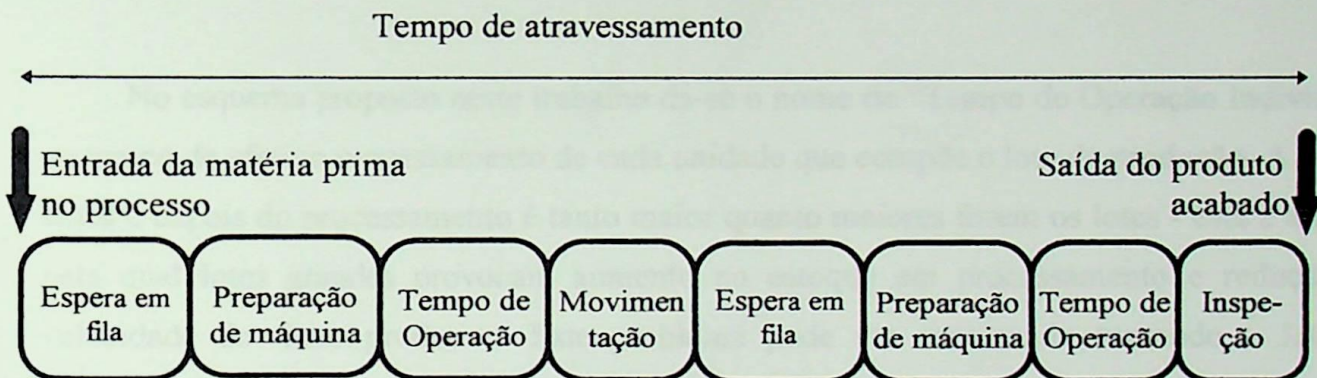 Tempo de atravessamento
Entrada da matéria prima
no processo
Saída do produto
acabado
Espera em
fila
Preparação
de máquina
Tempo de
Operação
Movimen
tação
Espera em
fila
Preparação
de máquina
Tempo de
Operação
Inspe-
ção